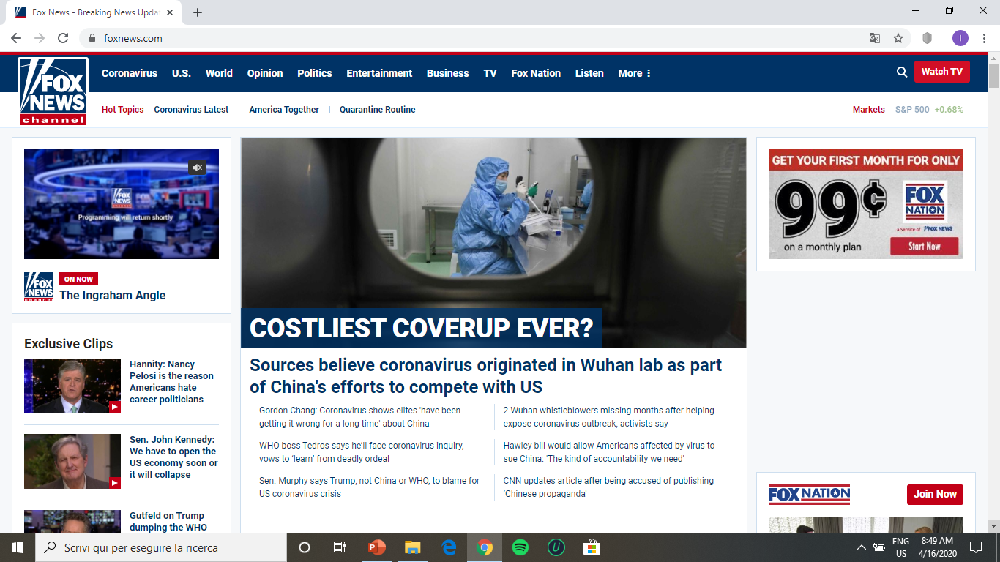 Fox News - Breaking News Upda
foxnews.com
I
FOX
NEWS
channel
Coronavirus U.S. World Opinion Politics Entertainment Business TV Fox Nation Listen More
Watch TV
Hot Topics Coronavirus Latest America Together Quarantine Routine
Markets S&P 500 +0.68%
FOX
NEWS
channel
Programming will return shortly
FOX
NEWS
channel
ON NOW
The Ingraham Angle
Exclusive Clips
Hannity: Nancy
Pelosi is the reason
Americans hate
career politicians
Sen. John Kennedy:
We have to open the
US economy soon or
it will collapse
Gutfeld on Trump
dumping the WHO
COSTLIEST COVERUP EVER?
Sources believe coronavirus originated in Wuhan lab as part
of China's efforts to compete with US
Gordon Chang: Coronavirus shows elites 'have been
getting it wrong for a long time' about China
WHO boss Tedros says he'll face coronavirus inquiry,
vows to 'learn' from deadly ordeal
Sen. Murphy says Trump, not China or WHO, to blame for
US coronavirus crisis
2 Wuhan whistleblowers missing months after helping
expose coronavirus outbreak, activists say
Hawley bill would allow Americans affected by virus to
sue China: 'The kind of accountability we need'
CNN updates article after being accused of publishing
'Chinese propaganda'
GET YOUR FIRST MONTH FOR ONLY
99¢
on a monthly plan
FOX
NATION
a Service of FOX NEWS
Start Now
FOX NATION
Join Now
Scrivi qui per eseguire la ricerca
P
U
ENG
US
8:49 AM
4/16/2020